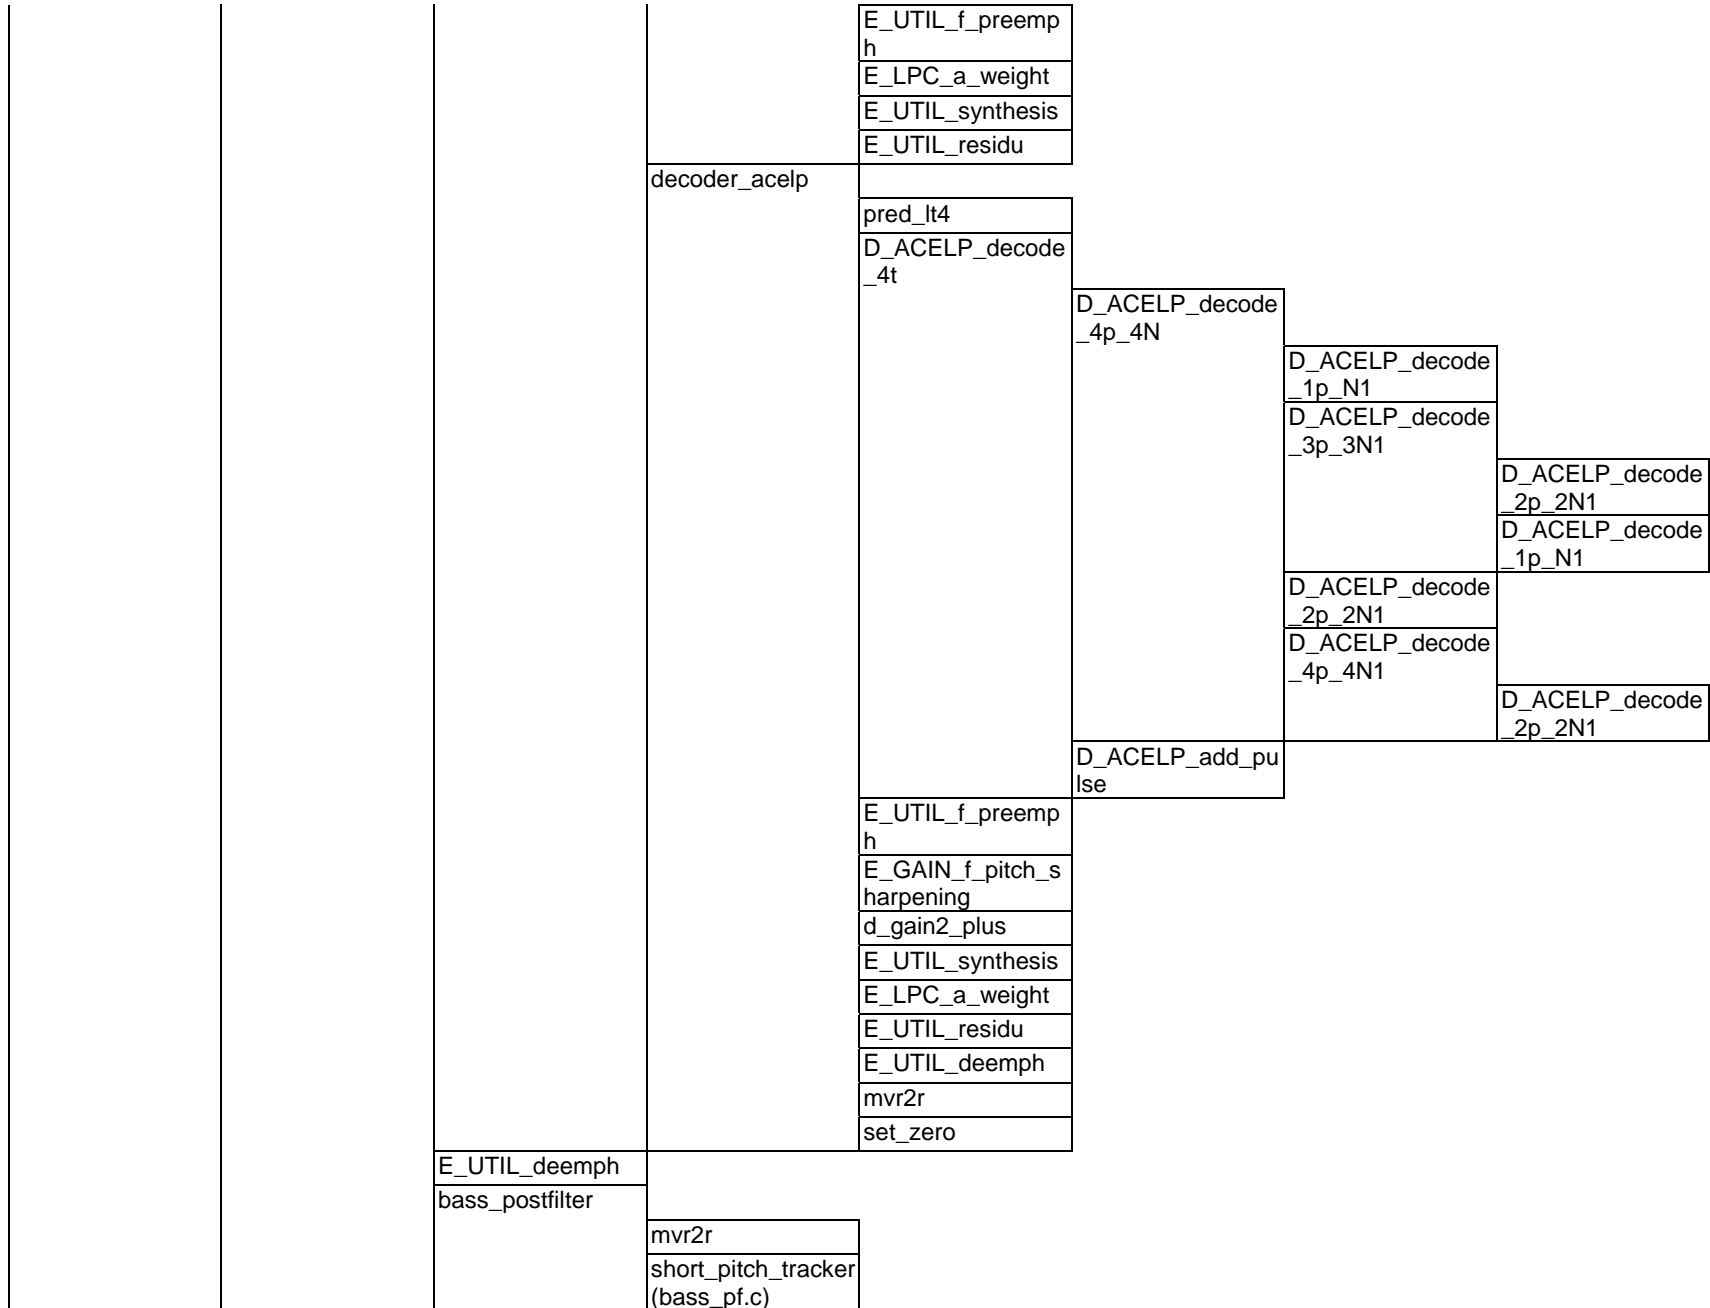 E_UTIL_f_preemp
h
E_LPC_a_weight
E_UTIL_synthesis
E_UTIL_residu
decoder_acelp
pred_lt4
D_ACELP_decode
_4t
D_ACELP_decode
_4p_4N
D_ACELP_decode
_1p_N1
D_ACELP_decode
_3p_3N1
D_ACELP_decode
_2p_2N1
D_ACELP_decode
_1p_N1
D_ACELP_decode
_2p_2N1
D_ACELP_decode
_4p_4N1
D_ACELP_decode
_2p_2N1
D_ACELP_add_pu
lse
E_UTIL_f_preemp
h
E_GAIN_f_pitch_s
harpening
d_gain2_plus
E_UTIL_synthesis
E_LPC_a_weight
E_UTIL_residu
E_UTIL_deemph
mvr2r
set_zero
E_UTIL_deemph
bass_postfilter
mvr2r
short_pitch_tracker
(bass_pf.c)